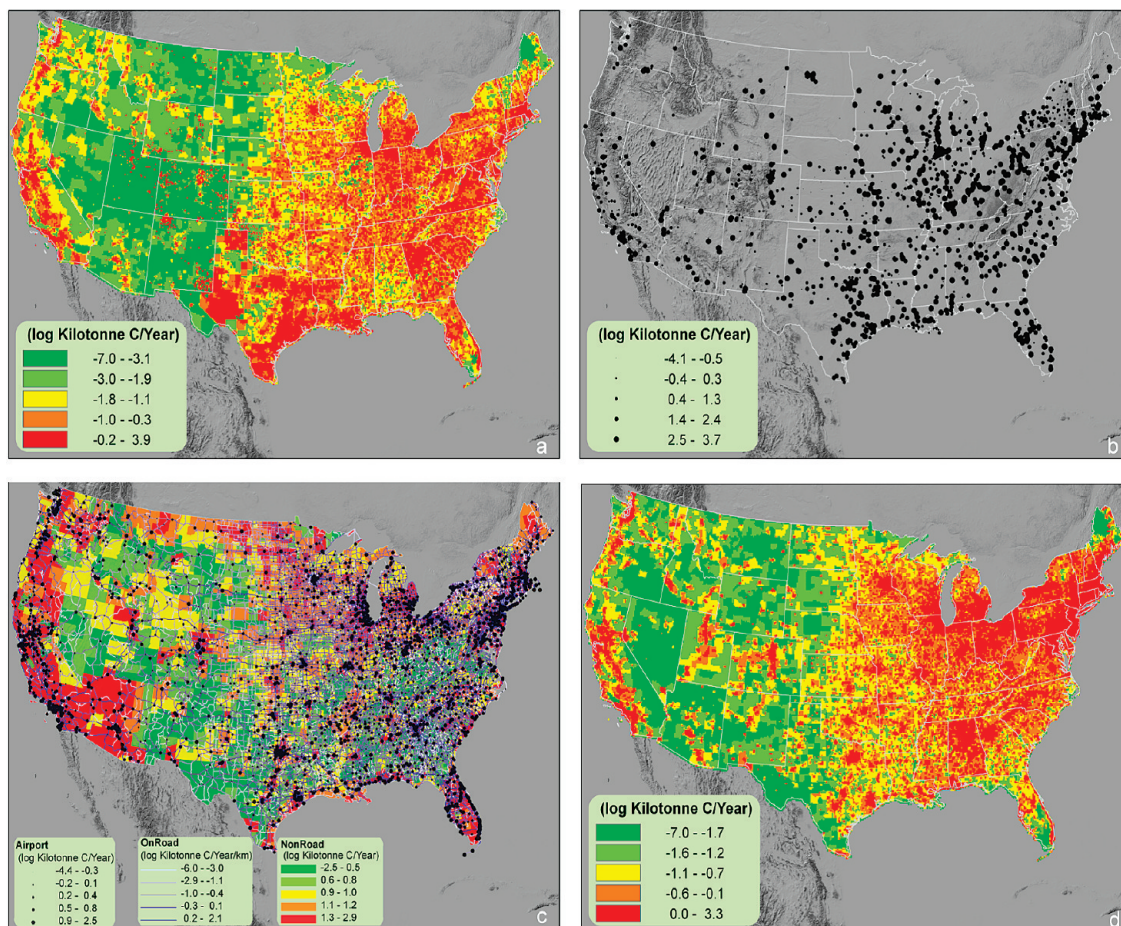 (log Kilotonne C/Year)
-7.0 - -3.1
-3.0 - -1.9
-1.8 - -1.1
-1.0 - -0.3
-0.2 - 3.9
a
(log Kilotonne C/Year)
-4.1 - -0.5
-0.4 - 0.3
0.4 - 1.3
1.4 - 2.4
2.5 - 3.7
b
Airport
(log Kilotonne C/Year)
-4.4 - -0.3
-0.2 - 0.1
0.2 - 0.4
0.5 - 0.8
0.9 - 2.5
OnRoad
(log Kilotonne C/Year/km)
-6.0 - -3.0
-2.9 - -1.1
-1.0 - -0.4
-0.3 - 0.1
0.2 - 2.1
NonRoad
(log Kilotonne C/Year)
-2.5 - 0.5
0.6 - 0.8
0.9 - 1.0
1.1 - 1.2
1.3 - 2.9
c
(log Kilotonne C/Year)
-7.0 - -1.7
-1.6 - -1.2
-1.1 - -0.7
-0.6 - -0.1
0.0 - 3.3
d